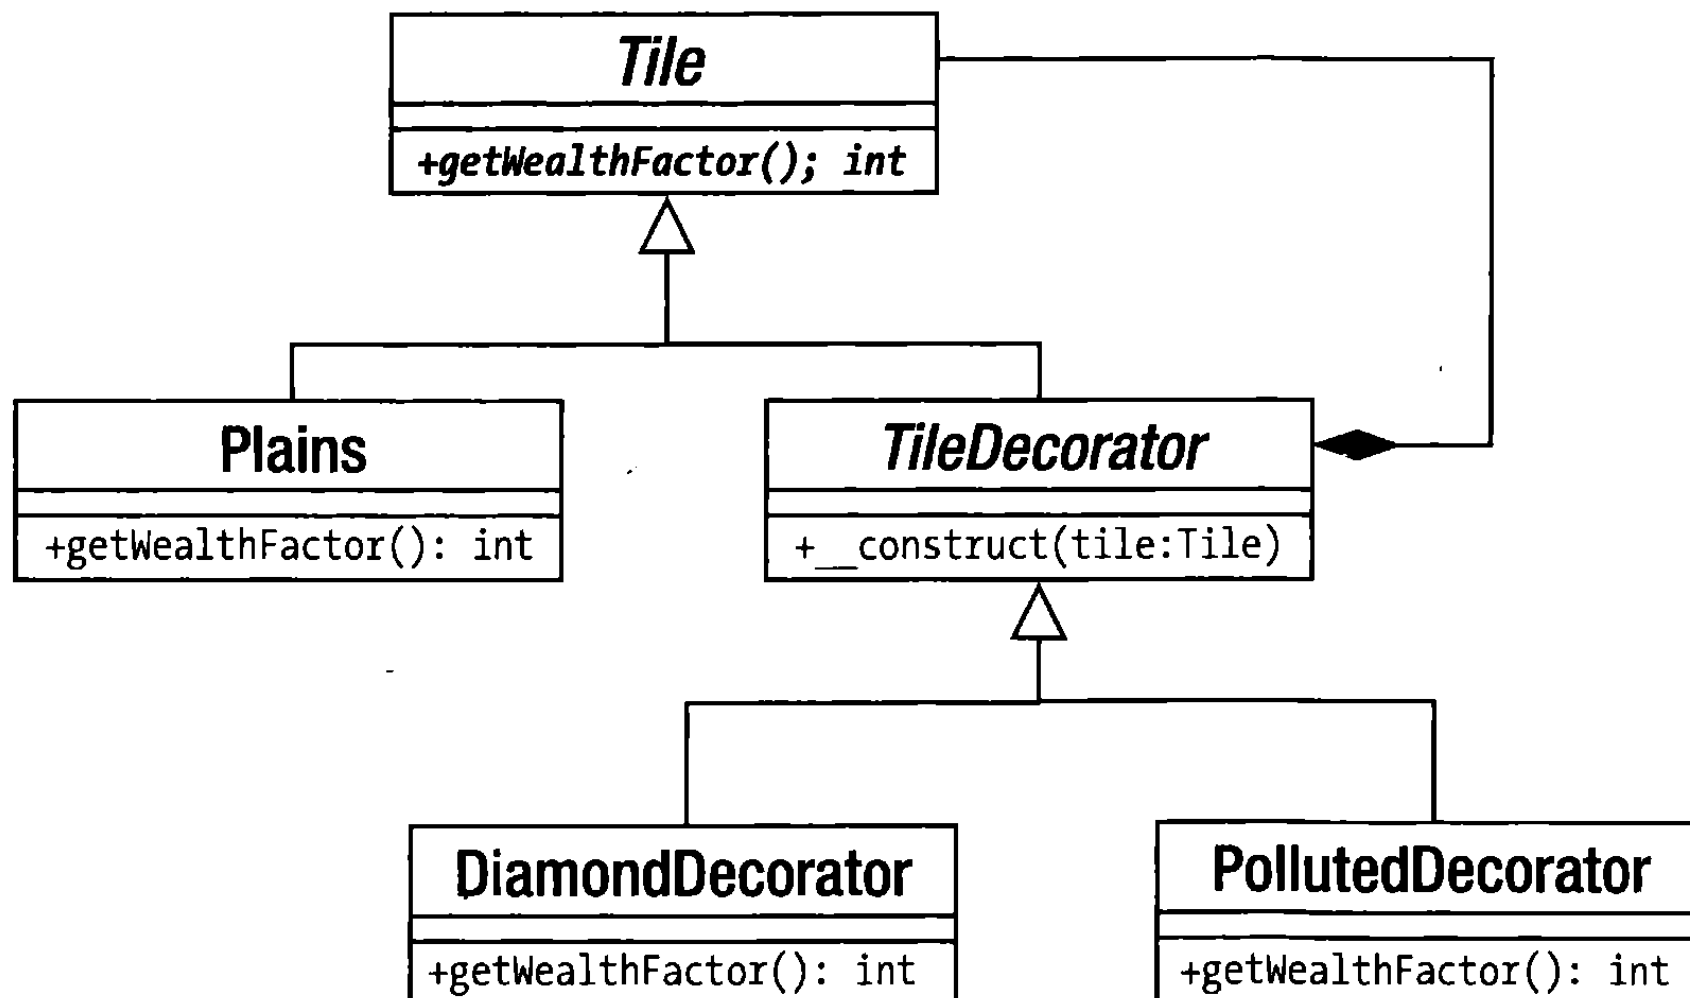 Tile
+getWealthFactor(); int
Plains
+getWealthFactor(): int
TileDecorator
+__construct(tile:Tile)
DiamondDecorator
+getWealthFactor(): int
PollutedDecorator
+getWealthFactor(): int